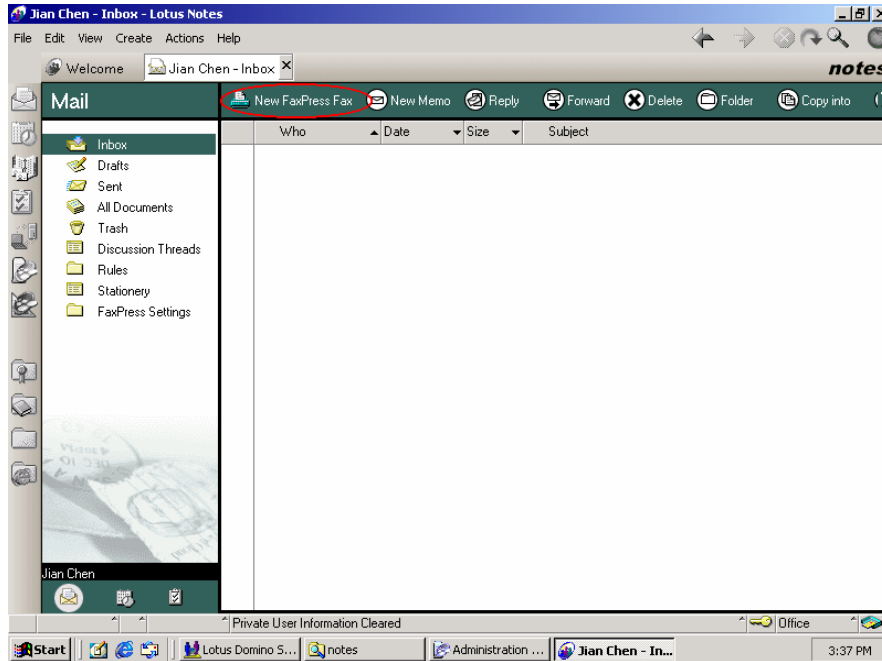 Jian Chen - Inbox - Lotus Notes
File Edit View Create Actions Help
Welcome Jian Chen - Inbox notes
Mail New FaxPress Fax New Memo Reply Forward Delete Folder Copy into
Who Date Size Subject
Inbox
Drafts
Sent
All Documents
Trash
Discussion Threads
Rules
Stationery
FaxPress Settings
Jian Chen
Private User Information Cleared Office
Start Lotus Domino S... notes Administration ... Jian Chen - In... 3:37 PM